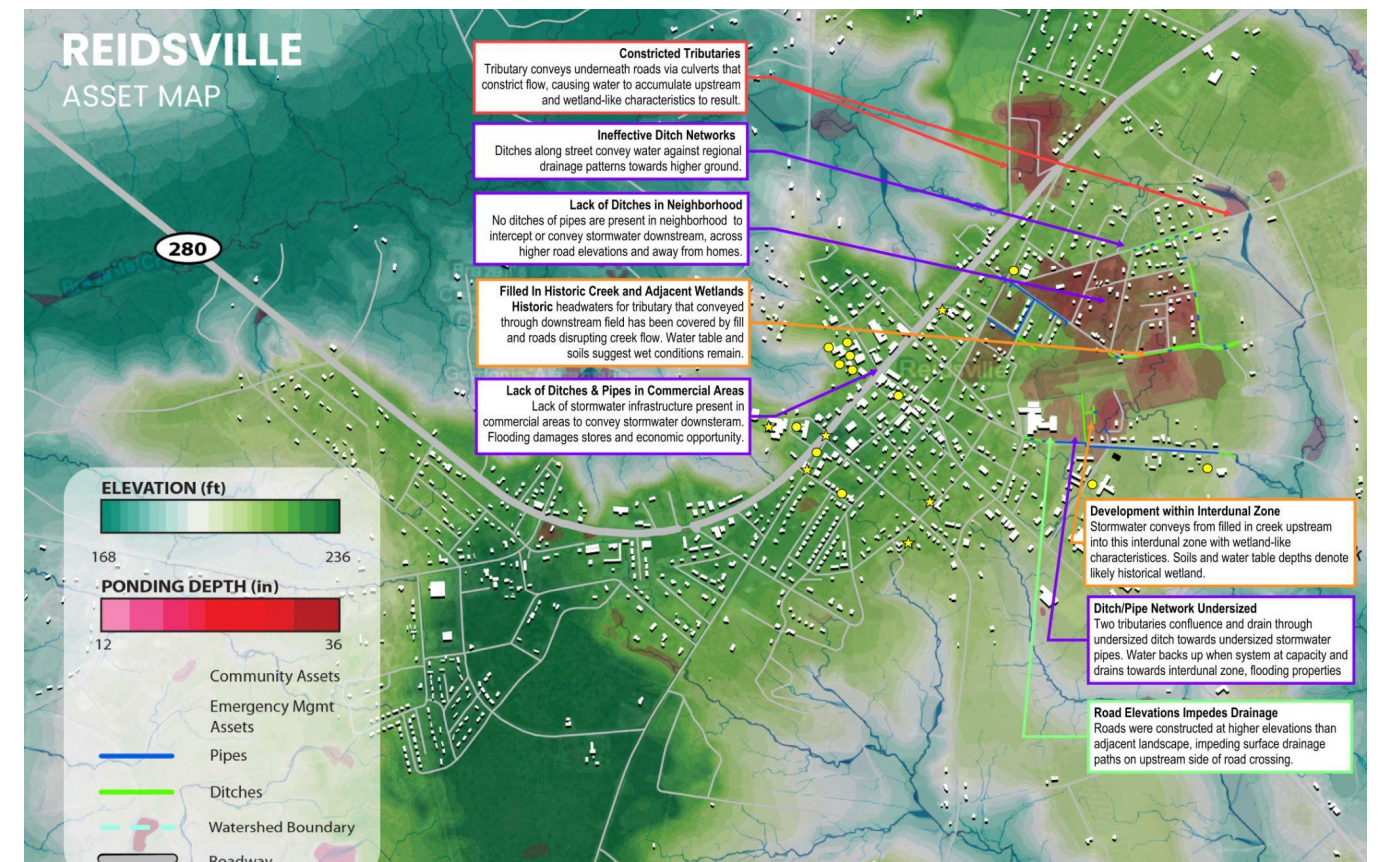 REIDSVILLE
ASSET MAP
Constricted Tributaries
Tributary conveys underneath roads via culverts that
constrict flow, causing water to accumulate upstream
and wetland-like characteristics to result.
Ineffective Ditch Networks
Ditches along street convey water against regional
drainage patterns towards higher ground.
Lack of Ditches in Neighborhood
No ditches of pipes are present in neighborhood to
intercept or convey stormwater downstream, across
higher road elevations and away from homes.
280
Filled In Historic Creek and Adjacent Wetlands
Historic headwaters for tributary that conveyed
through downstream field has been covered by fill
and roads disrupting creek flow. Water table and
soils suggest wet conditions remain.
Reidsville
Lack of Ditches & Pipes in Commercial Areas
Lack of stormwater infrastructure present in
commercial areas to convey stormwater downsteram.
Flooding damages stores and economic opportunity.
ELEVATION (ft)
168 236
PONDING DEPTH (in)
12 36
Community Assets
Emergency Mgmt
Assets
Pipes
Ditches
Watershed Boundary
Roadway
Development within Interdunal Zone
Stormwater conveys from filled in creek upstream
into this interdunal zone with wetland-like
characteristices. Soils and water table depths denote
likely historical wetland.
Ditch/Pipe Network Undersized
Two tributaries confluence and drain through
undersized ditch towards undersized stormwater
pipes. Water backs up when system at capacity and
drains towards interdunal zone, flooding properties
Road Elevations Impedes Drainage
Roads were constructed at higher elevations than
adjacent landscape, impeding surface drainage
paths on upstream side of road crossing.